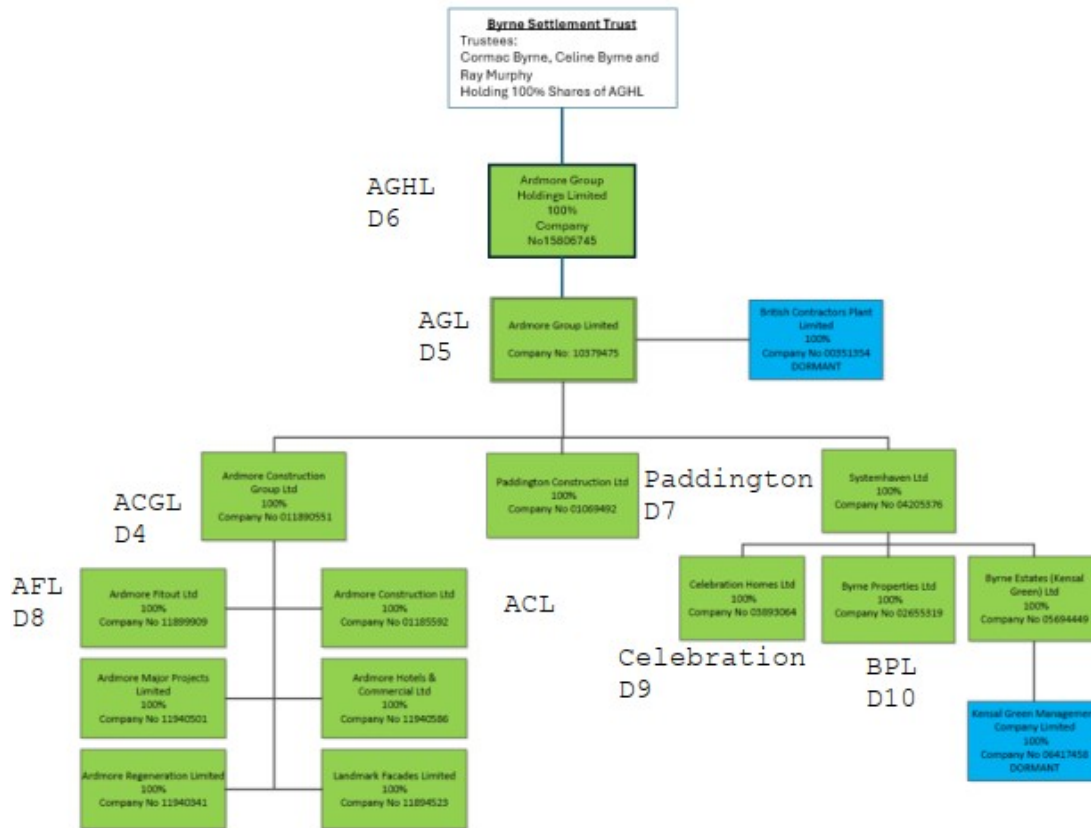 Byrne Settlement Trust
Trustees:
Cormac Byrne, Celine Byrne and
Ray Murphy
Holding 100% Shares of AGHL
AGHL
D6
Ardmore Group
Holdings Limited
100%
Company
No15806745
AGL
D5
Ardmore Group Limited
Company No: 10379475
British Contractors Plant
Limited
100%
Company No 00351354
DORMANT
ACGL
D4
Ardmore Construction
Group Ltd
100%
Company No 011890551
Paddington Construction Ltd
100%
Company No 01069492
Paddington
D7
Systemhaven Ltd
100%
Company No 04205376
AFL
D8
Ardmore Fitout Ltd
100%
Company No 11899909
Ardmore Construction Ltd
100%
Company No 01185592
ACL
Celebration Homes Ltd
100%
Company No 03893064
Byrne Properties Ltd
100%
Company No 02655319
Byrne Estates (Kensal
Green) Ltd
100%
Company No 05694449
Celebration
D9
BPL
D10
Ardmore Major Projects
Limited
100%
Company No 11940501
Ardmore Hotels
& Commercial Ltd
100%
Company No 11940586
Kensal Green Management
Company Limited
100%
Company No 06417458
DORMANT
Ardmore Regeneration Limited
100%
Company No 11940341
Landmark Facades Limited
100%
Company No 11894523